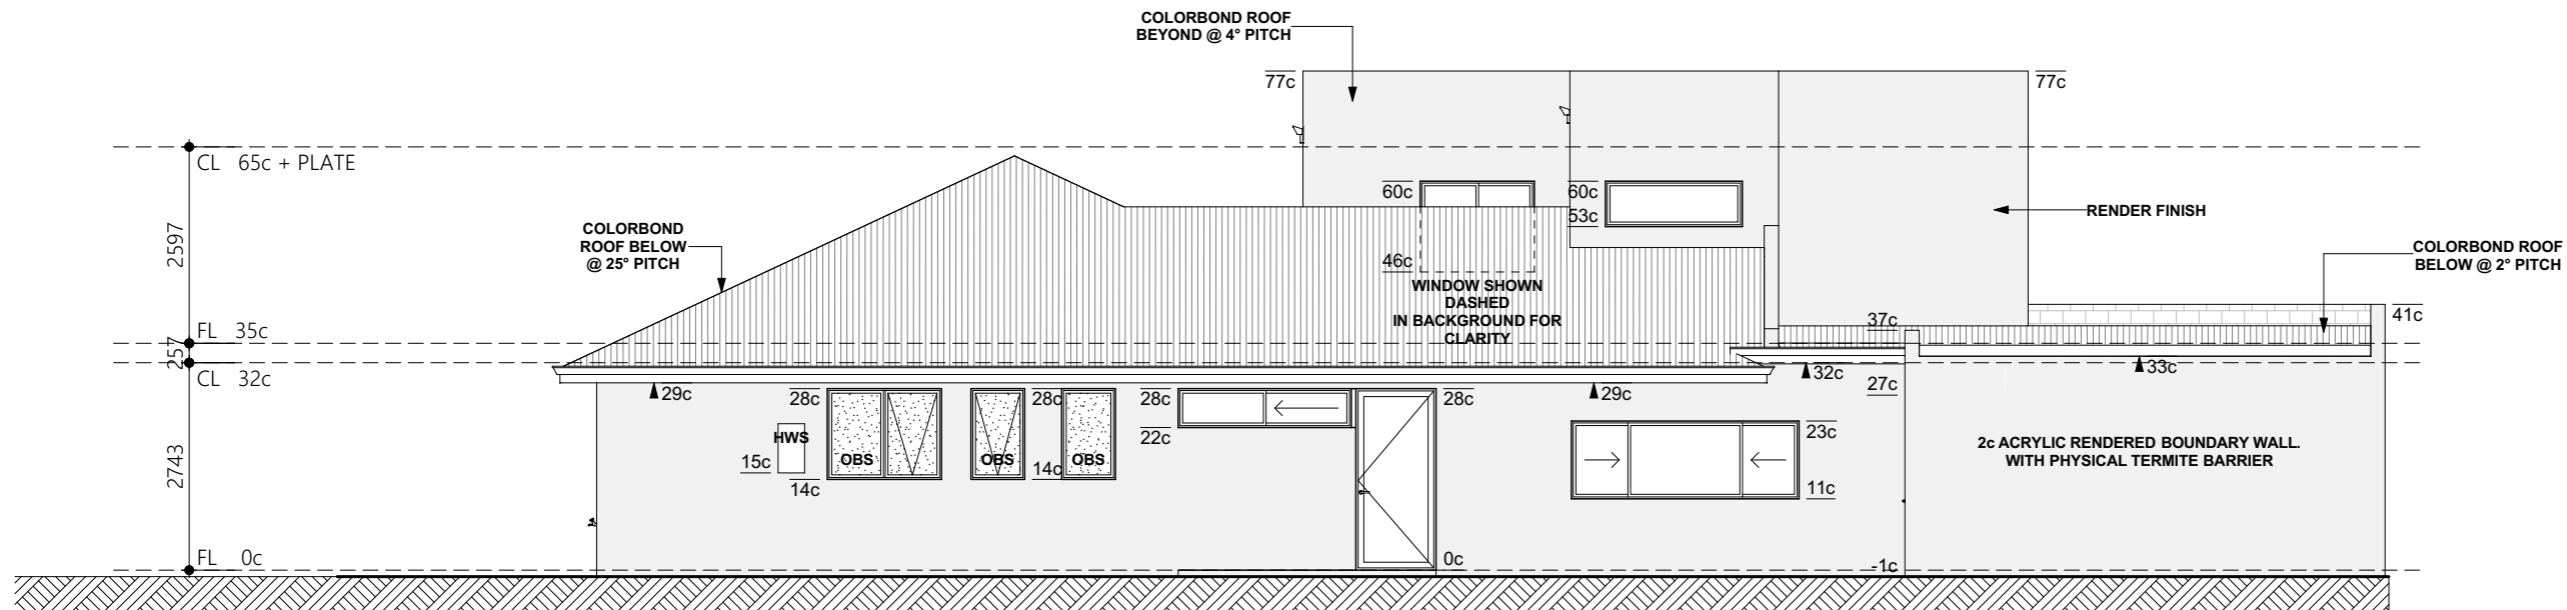 COLORBOND ROOF
BEYOND @ 4° PITCH
77c
77c
CL 65c + PLATE
60c
60c
53c
RENDER FINISH
COLORBOND
ROOF BELOW
@ 25° PITCH
2597
COLORBOND ROOF
BELOW @ 2° PITCH
46c
WINDOW SHOWN
DASHED
IN BACKGROUND FOR
CLARITY
37c
41c
FL 35c
257
CL 32c
32c
33c
29c
29c
27c
28c
28c
28c
28c
22c
23c
HWS
15c
OBS
OBS
OBS
14c
14c
11c
2c ACRYLIC RENDERED BOUNDARY WALL.
WITH PHYSICAL TERMITE BARRIER
2743
FL 0c
0c
-1c